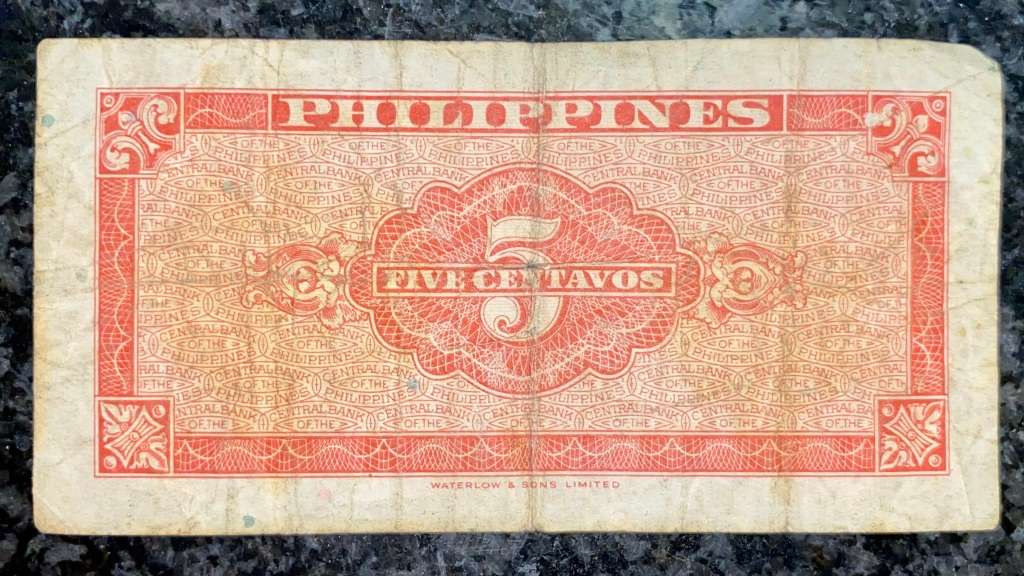 PHILIPPINES
5
FIVE CENTAVOS
CENTRAL BANK OF THE PHILIPPINES
WATERLOW & SONS LIMITED